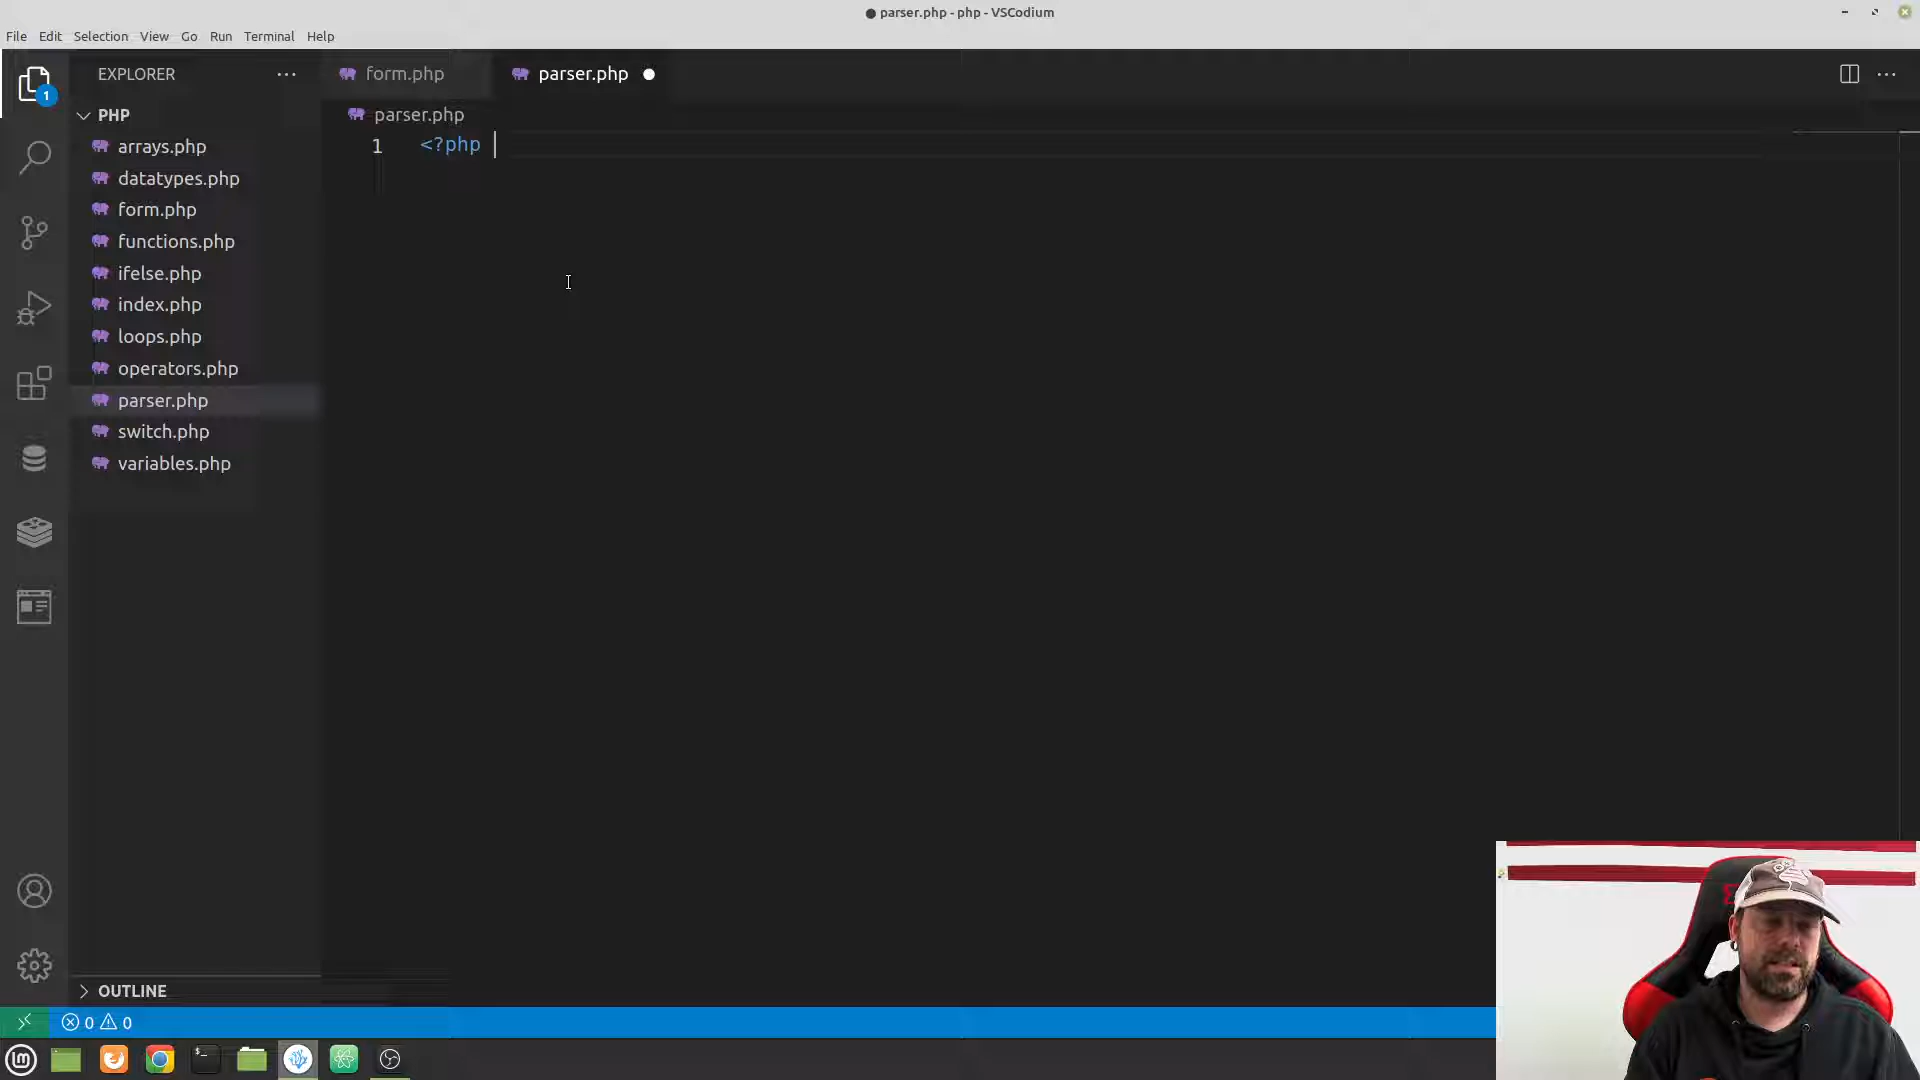 parser.php - php - VSCodium
File Edit Selection View Go Run Terminal Help
EXPLORER
form.php
parser.php
1
PHP
parser.php
1 <?php
arrays.php
datatypes.php
form.php
functions.php
ifelse.php
index.php
loops.php
operators.php
parser.php
switch.php
variables.php
OUTLINE
0 0